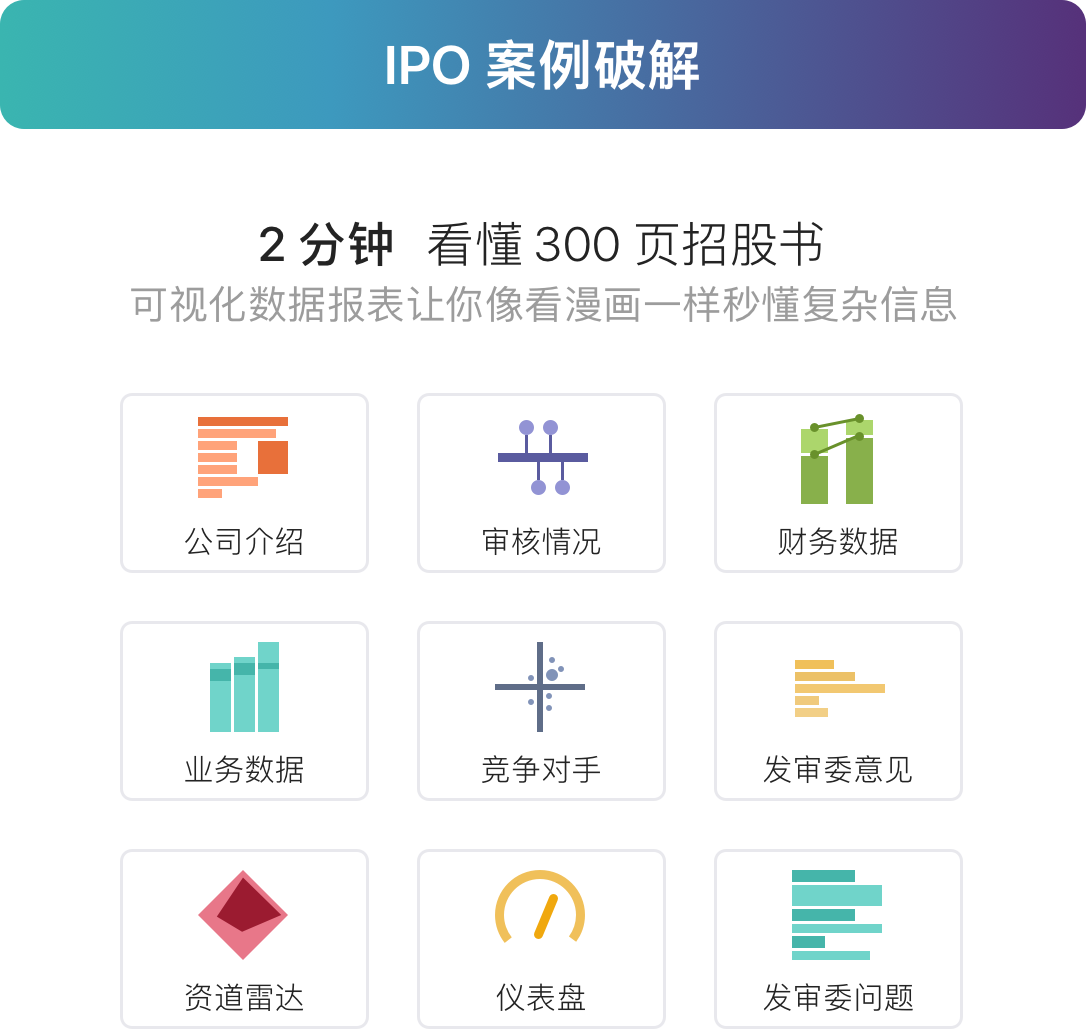 IPO 案例破解
2 分钟 看懂 300 页招股书
可视化数据报表让你像看漫画一样秒懂复杂信息
公司介绍
审核情况
财务数据
业务数据
竞争对手
发审委意见
资道雷达
仪表盘
发审委问题